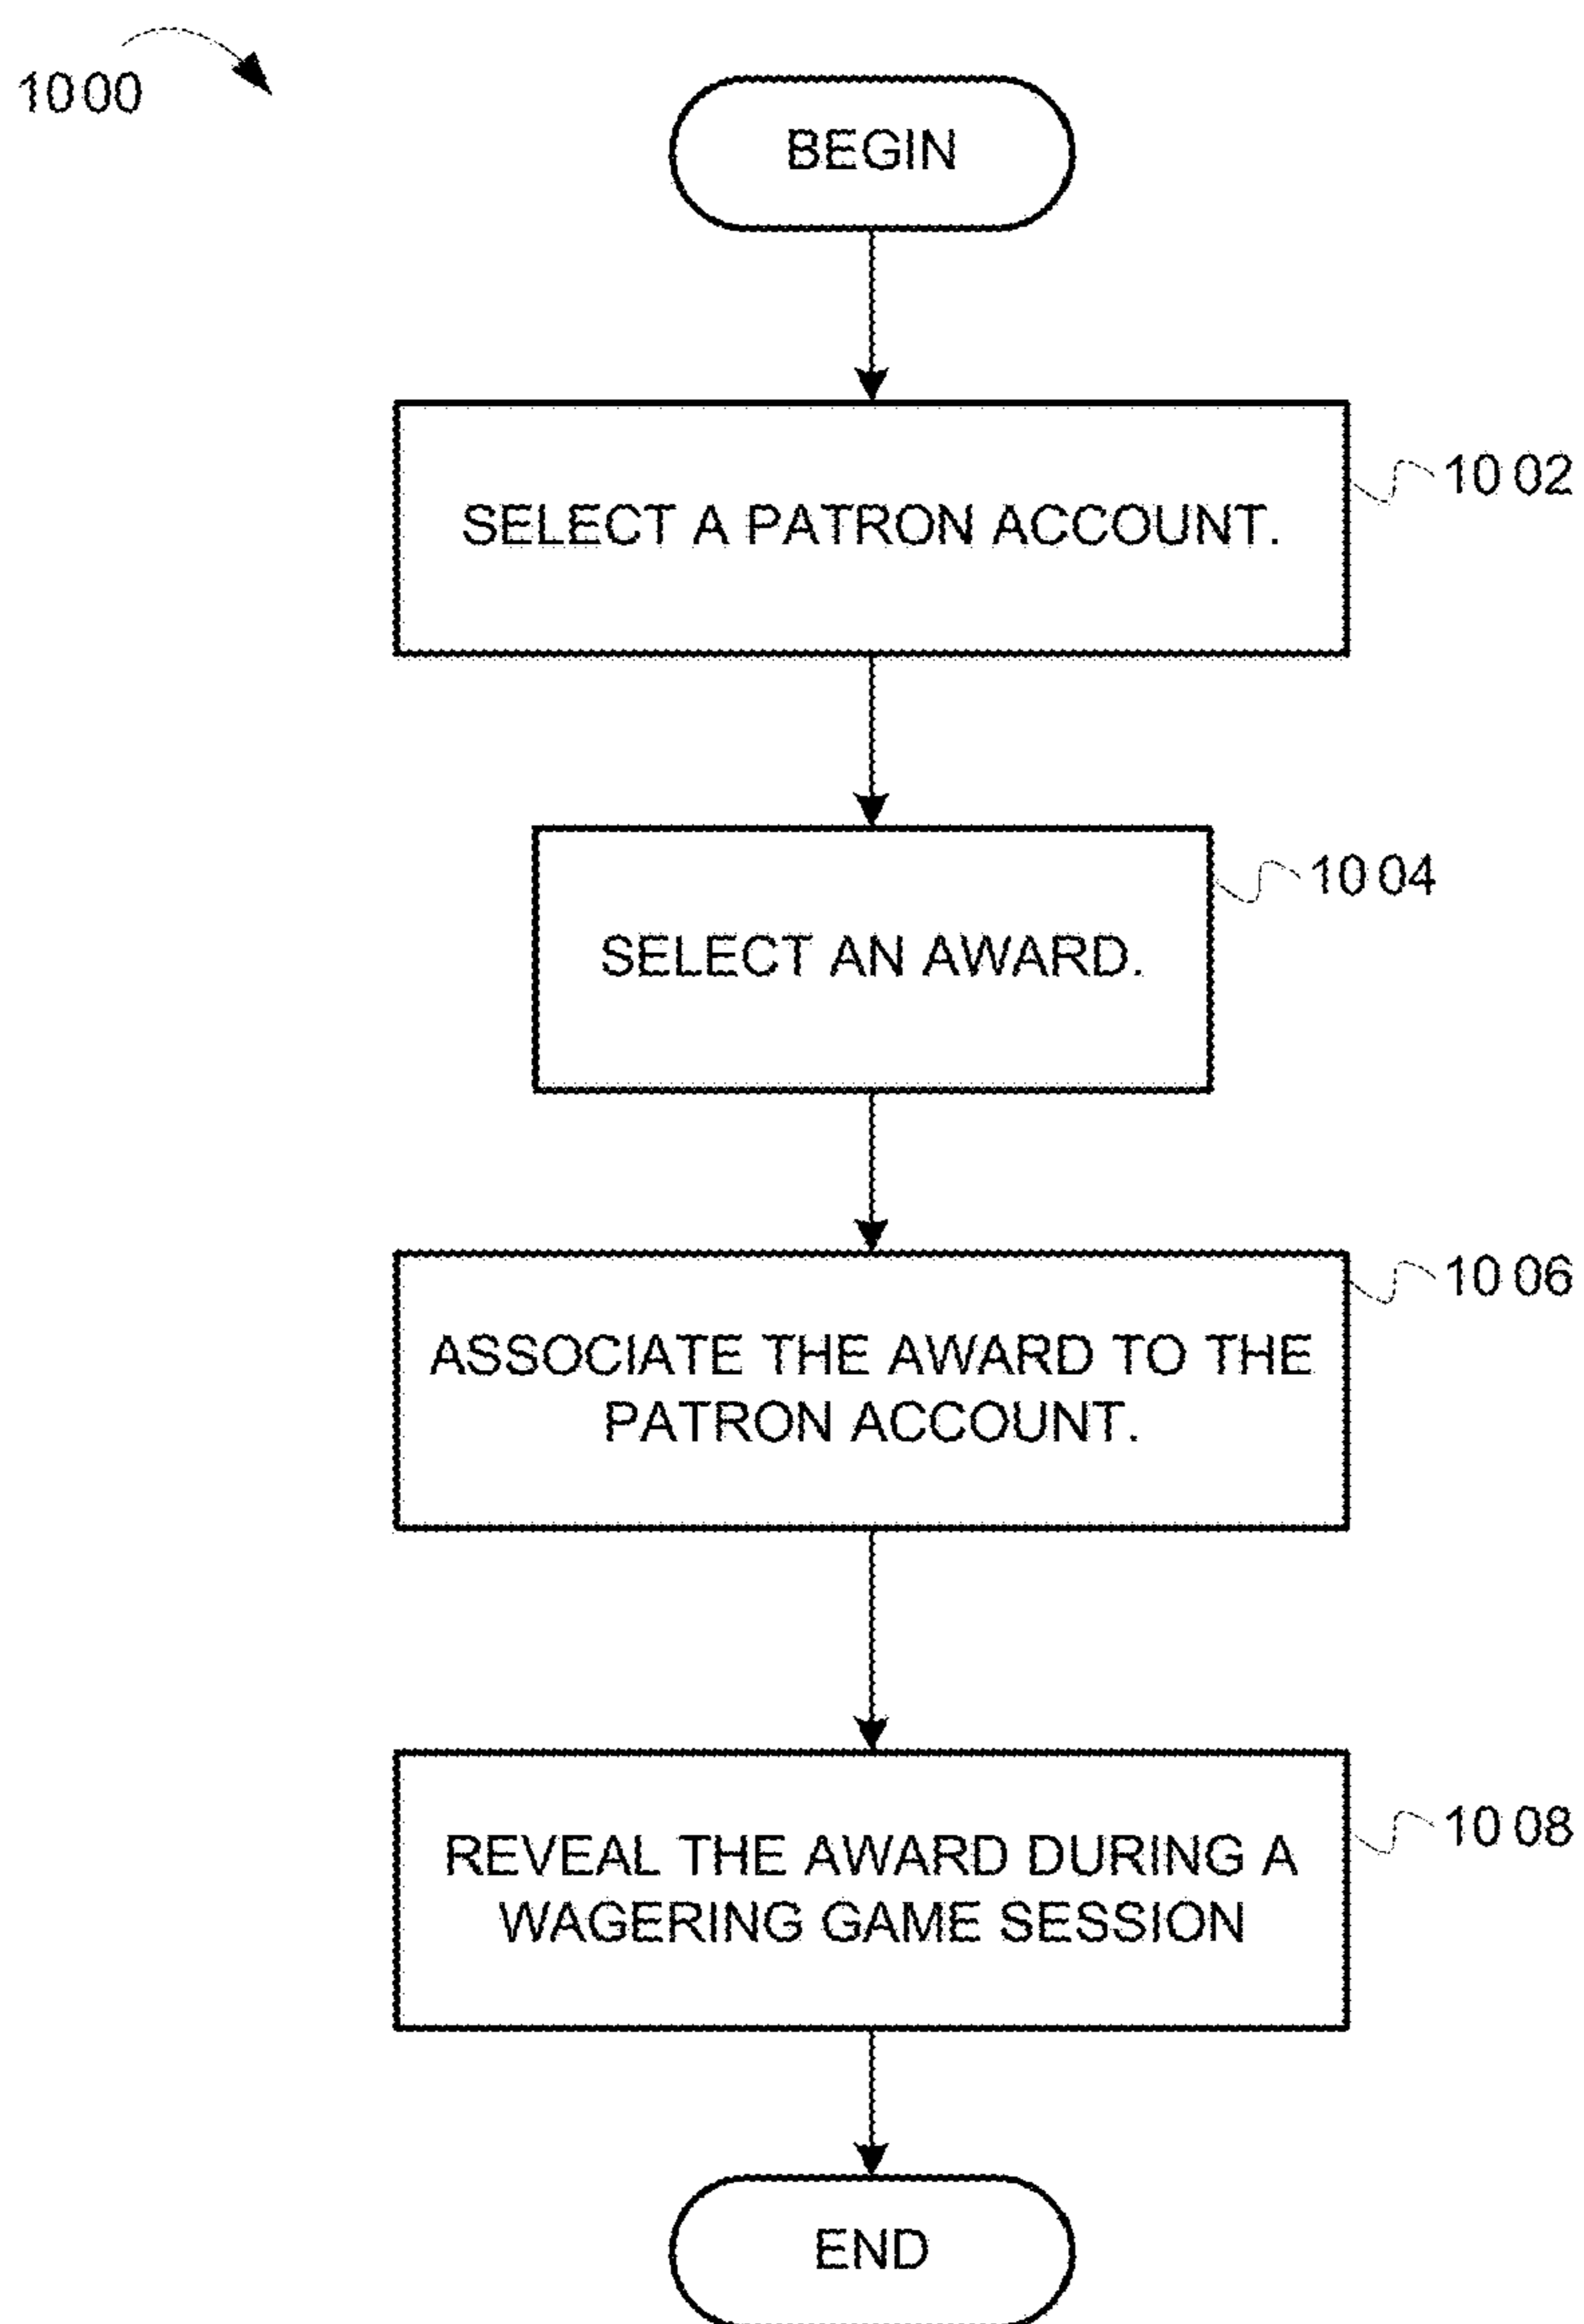 1000
BEGIN
SELECT A PATRON ACCOUNT.
1002
SELECT AN AWARD.
1004
ASSOCIATE THE AWARD TO THE
PATRON ACCOUNT.
1006
REVEAL THE AWARD DURING A
WAGERING GAME SESSION
1008
END